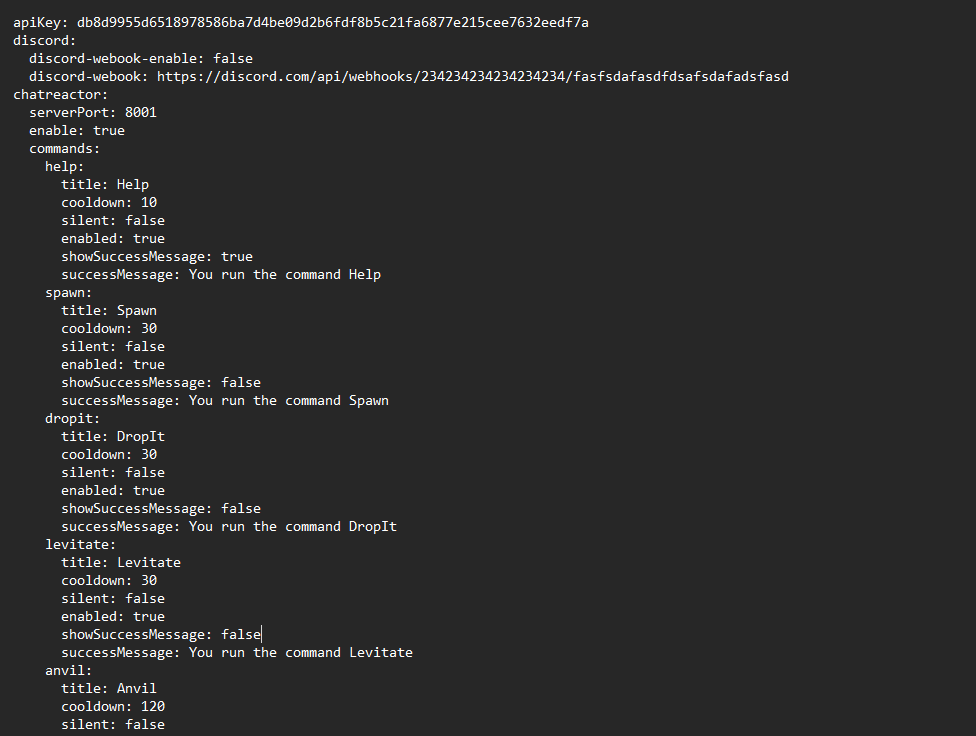 apiKey: db8d9955d6518978586ba7d4be09d2b6fdf8b5c21fa6877e215cee7632eedf7a
discord:
  discord-webook-enable: false
  discord-webook: https://discord.com/api/webhooks/234234234234234234/fasfsdafasdfdsafsdafadsfasd
chatreactor:
  serverPort: 8001
  enable: true
  commands:
    help:
      title: Help
      cooldown: 10
      silent: false
      enabled: true
      showSuccessMessage: true
      successMessage: You run the command Help
    spawn:
      title: Spawn
      cooldown: 30
      silent: false
      enabled: true
      showSuccessMessage: false
      successMessage: You run the command Spawn
    dropit:
      title: DropIt
      cooldown: 30
      silent: false
      enabled: true
      showSuccessMessage: false
      successMessage: You run the command DropIt
    levitate:
      title: Levitate
      cooldown: 30
      silent: false
      enabled: true
      showSuccessMessage: false
      successMessage: You run the command Levitate
    anvil:
      title: Anvil
      cooldown: 120
      silent: false